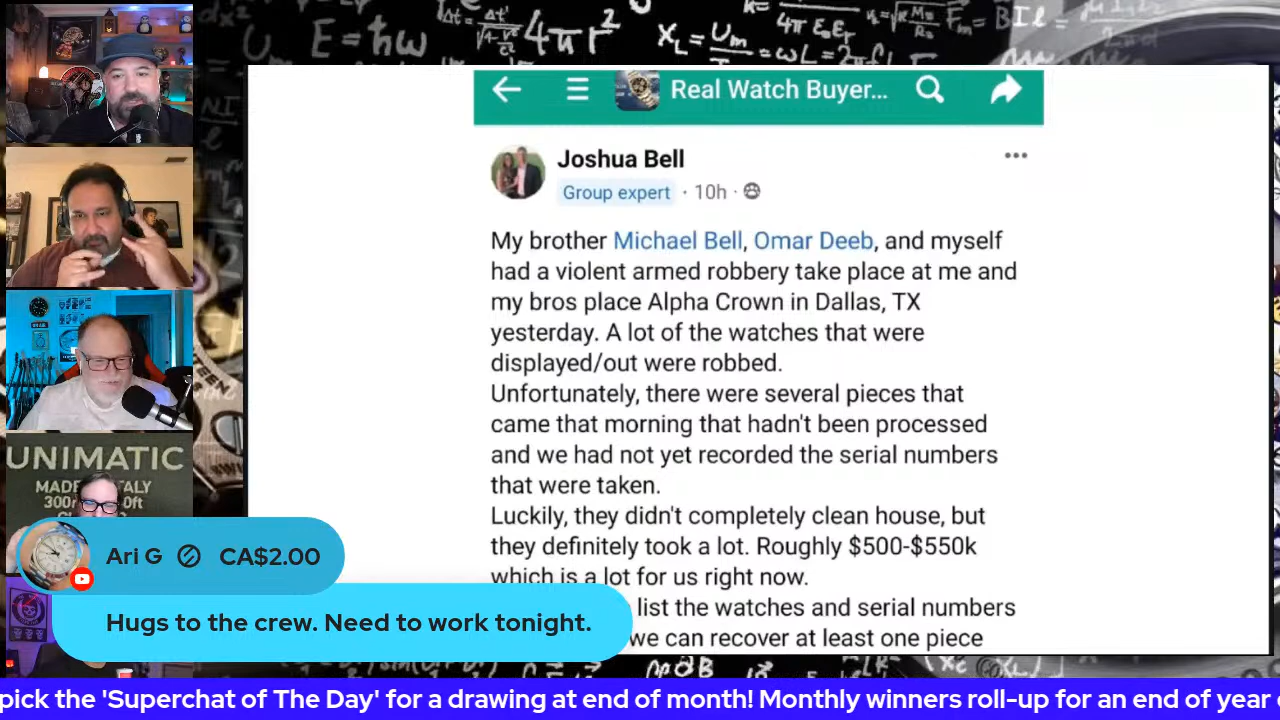 Real Watch Buyer...
Joshua Bell
Group expert · 10h ·
My brother Michael Bell, Omar Deeb, and myself
had a violent armed robbery take place at me and
my bros place Alpha Crown in Dallas, TX
yesterday. A lot of the watches that were
displayed/out were robbed.
Unfortunately, there were several pieces that
came that morning that hadn't been processed
and we had not yet recorded the serial numbers
that were taken.
Luckily, they didn't completely clean house, but
they definitely took a lot. Roughly $500-$550k
which is a lot for us right now.
list the watches and serial numbers
we can recover at least one piece
UNIMATIC
Ari G CA$2.00
Hugs to the crew. Need to work tonight.
pick the 'Superchat of The Day' for a drawing at end of month! Monthly winners roll-up for an end of year
E=ħω
4πr²